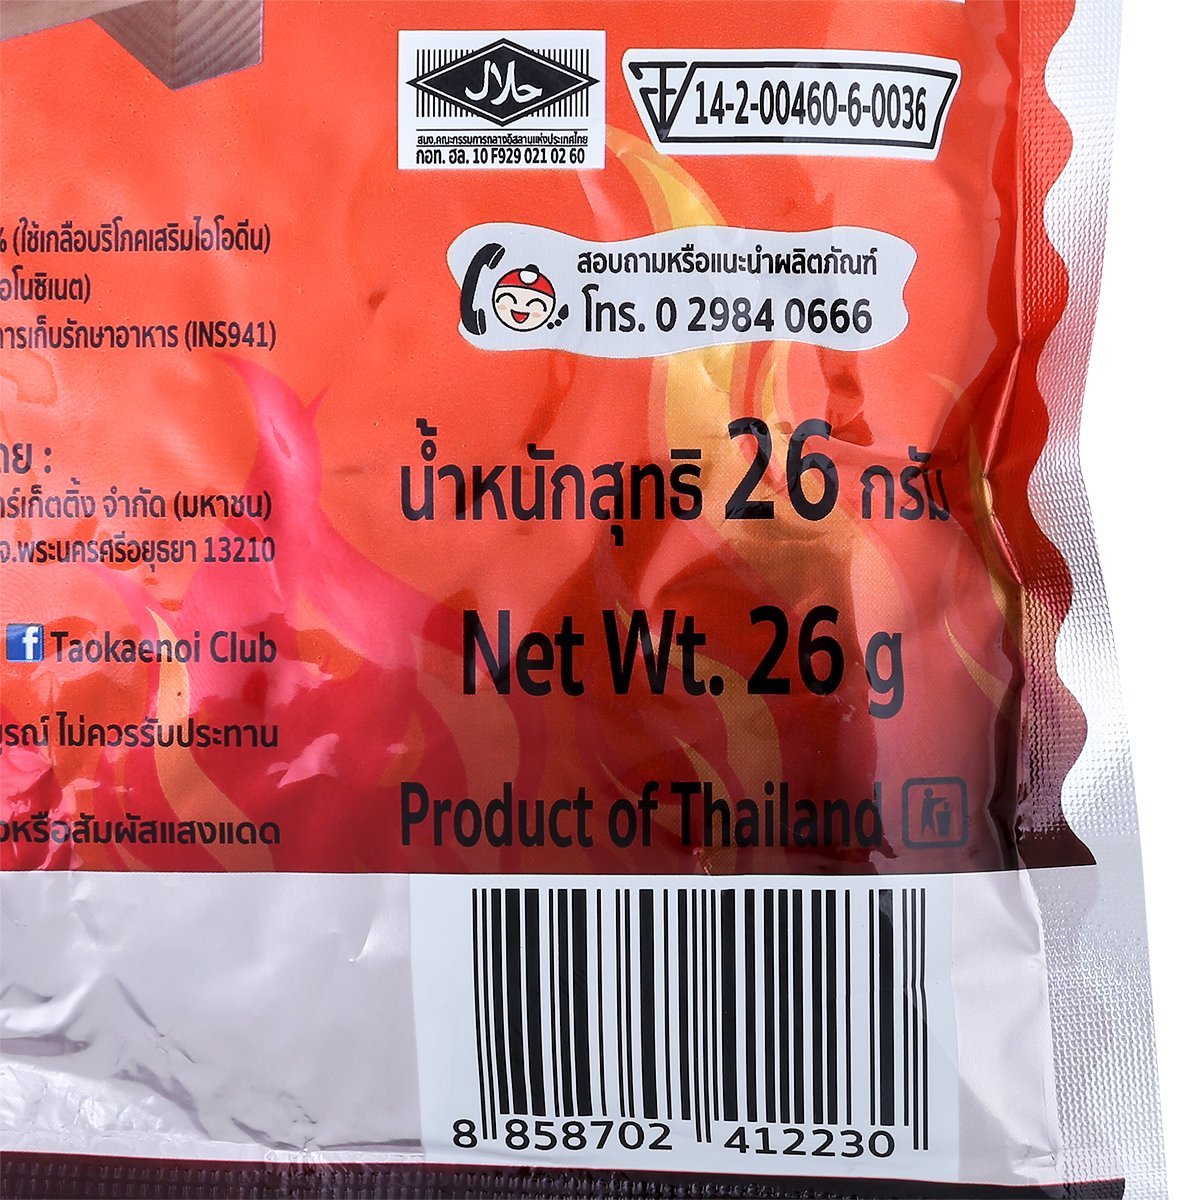 حلال
สนง.คณะกรรมการกลางอิสลามแห่งประเทศไทย
กอท. ฮล. 10 F929 021 02 60
14-2-00460-6-0036
% (ใช้เกลือบริโภคเสริมไอโอดีน)
สอบถามหรือแนะนำผลิตภัณฑ์
โทร. 0 2984 0666
อโนซิเนต)
การเก็บรักษาอาหาร (INS941)
น้ำหนักสุทธิ 26 กรัม
ดย :
าร์เก็ตติ้ง จำกัด (มหาชน)
จ.พระนครศรีอยุธยา 13210
f Taokaenoi Club
Net Wt. 26 g
บูรณ์ ไม่ควรรับประทาน
Product of Thailand
หรือสัมผัสแสงแดด
8 858702 412230